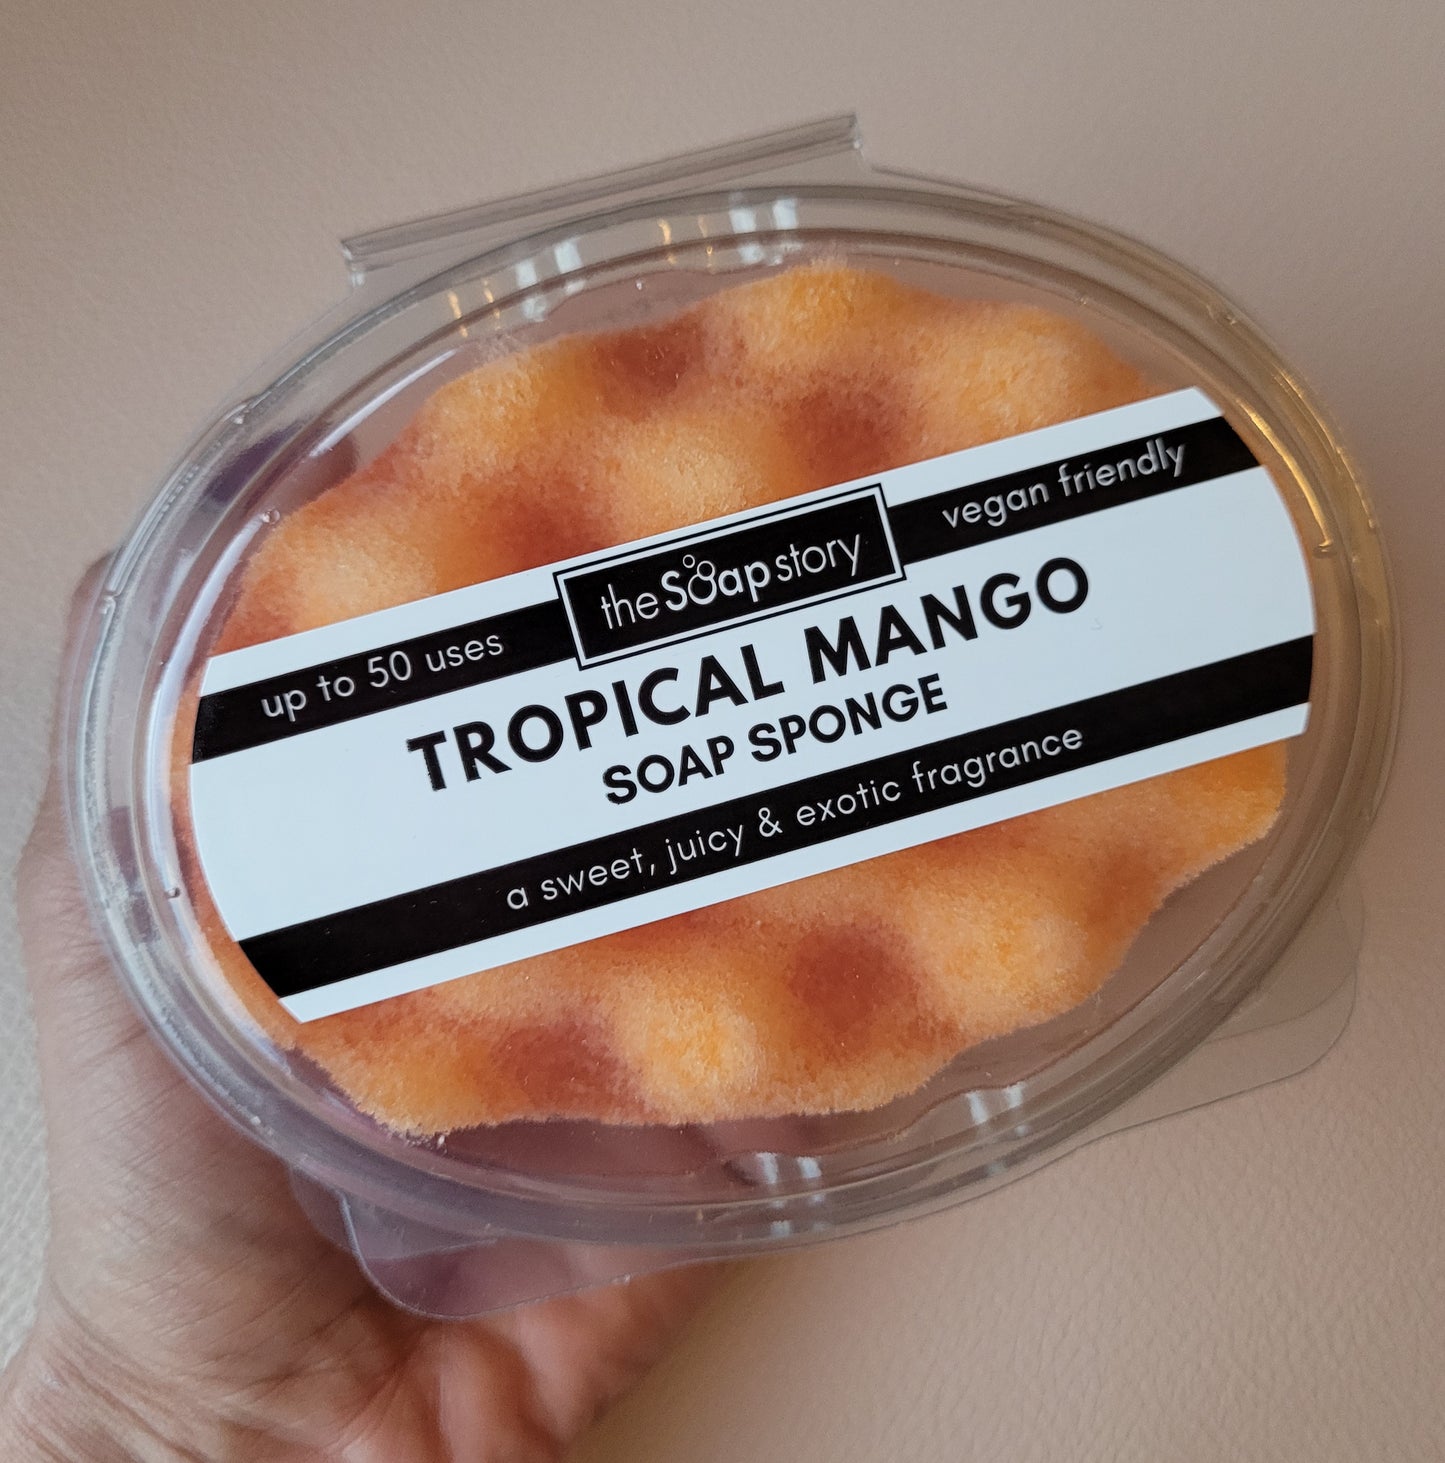 the Soap story
up to 50 uses
vegan friendly
TROPICAL MANGO
SOAP SPONGE
a sweet, juicy & exotic fragrance